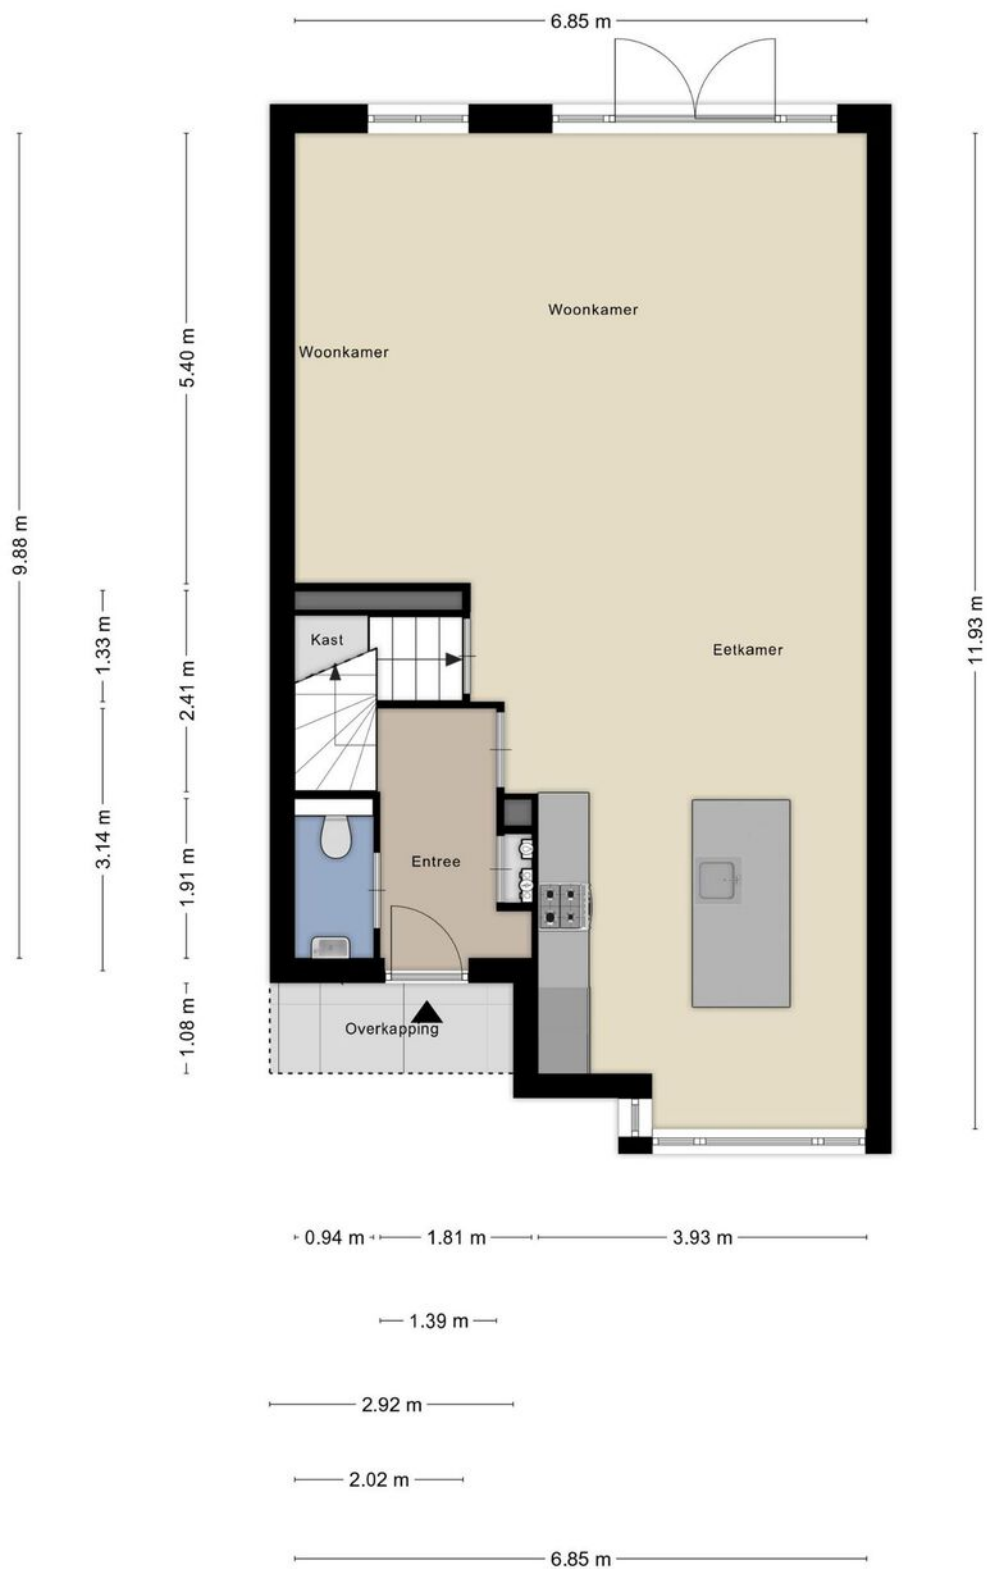 6.85 m
Woonkamer
Woonkamer
5.40 m
9.88 m
11.93 m
1.33 m
2.41 m
Kast
Eetkamer
3.14 m
1.91 m
Entree
1.08 m
Overkapping
0.94 m
1.81 m
3.93 m
1.39 m
2.92 m
2.02 m
6.85 m